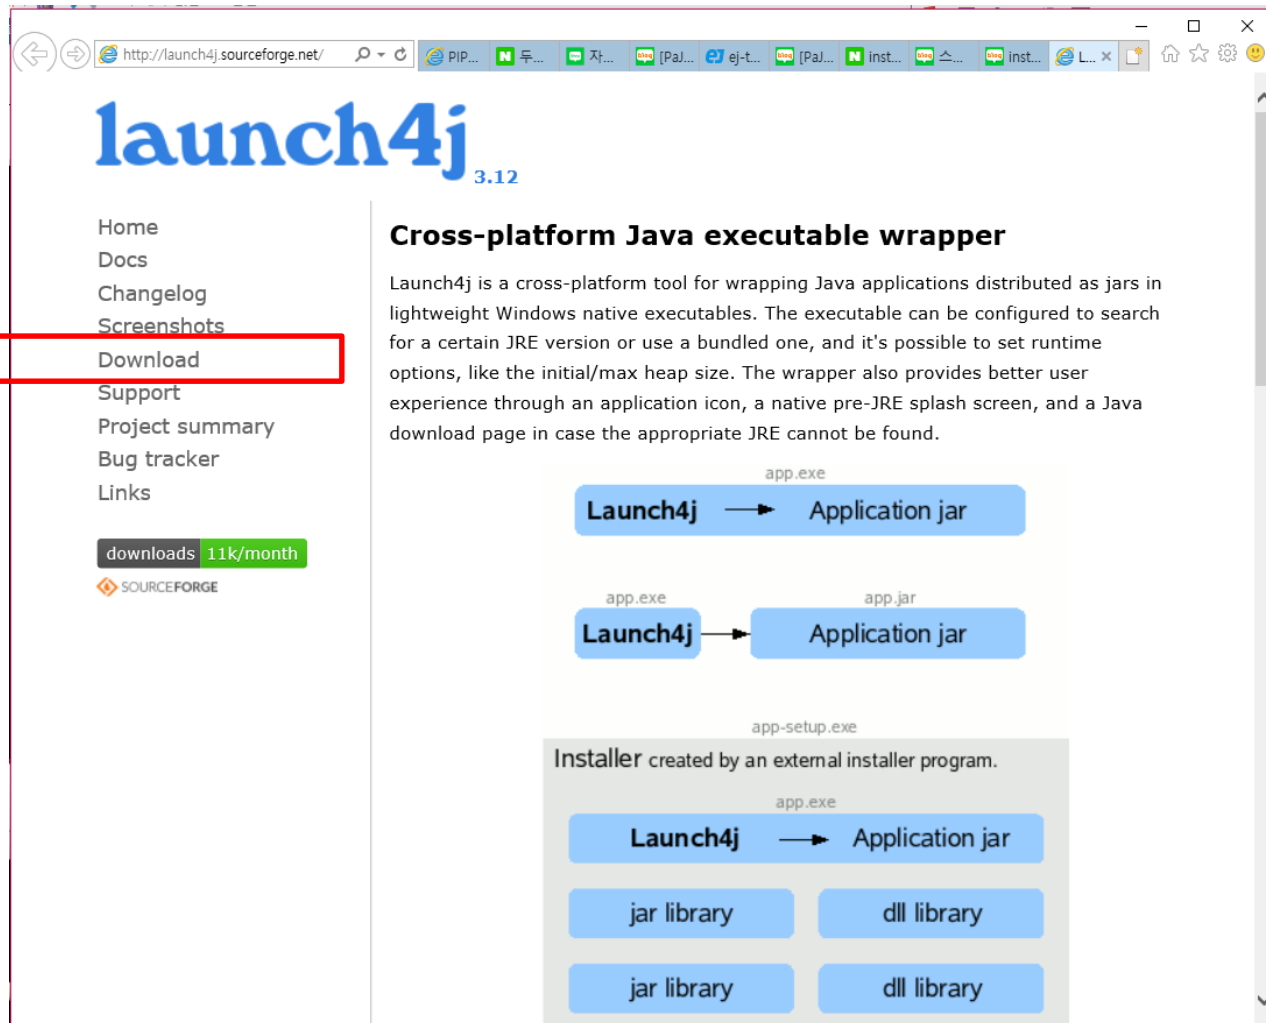 http://launch4j.sourceforge.net/
PIP...
N 두...
자...
blog [PaJ...
ej-t...
blog [PaJ...
N inst...
blog 스...
blog inst...
L...
launch4j 3.12
Home
Docs
Changelog
Screenshots
Download
Support
Project summary
Bug tracker
Links
downloads 11k/month
SOURCEFORGE
Cross-platform Java executable wrapper
Launch4j is a cross-platform tool for wrapping Java applications distributed as jars in
lightweight Windows native executables. The executable can be configured to search
for a certain JRE version or use a bundled one, and it's possible to set runtime
options, like the initial/max heap size. The wrapper also provides better user
experience through an application icon, a native pre-JRE splash screen, and a Java
download page in case the appropriate JRE cannot be found.
app.exe
Launch4j Application jar
app.exe app.jar
Launch4j Application jar
app-setup.exe
Installer created by an external installer program.
app.exe
Launch4j Application jar
jar library dll library
jar library dll library